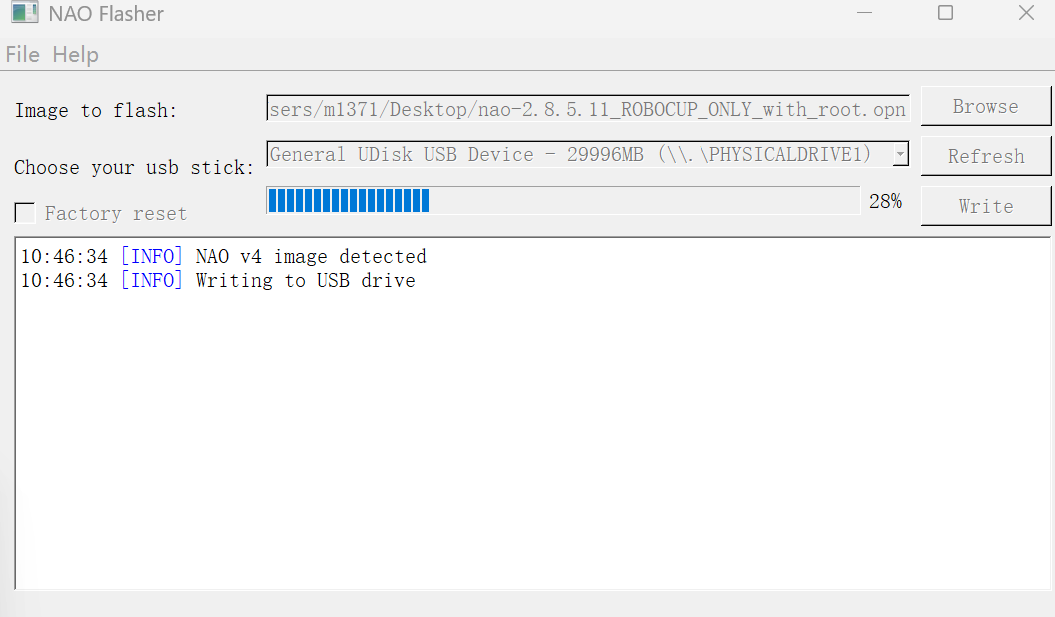 NAO Flasher
File Help
Image to flash: sers/m1371/Desktop/nao-2.8.5.11_ROBOCUP_ONLY_with_root.opn Browse
Choose your usb stick: General UDisk USB Device - 29996MB (\\.\PHYSICALDRIVE1) Refresh
Factory reset 28% Write
10:46:34 [INFO] NAO v4 image detected
10:46:34 [INFO] Writing to USB drive